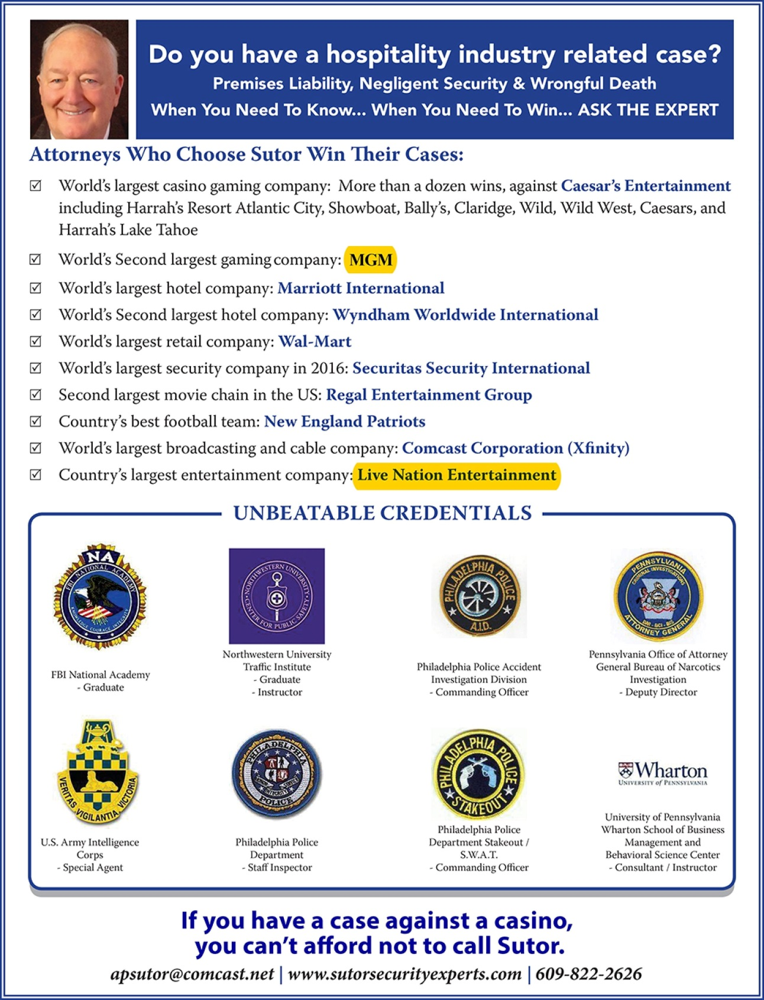 Do you have a hospitality industry related case?
Premises Liability, Negligent Security & Wrongful Death
When You Need To Know... When You Need To Win... ASK THE EXPERT
Attorneys Who Choose Sutor Win Their Cases:
☑ World's largest casino gaming company: More than a dozen wins, against Caesar's Entertainment
including Harrah's Resort Atlantic City, Showboat, Bally's, Claridge, Wild, Wild West, Caesars, and
Harrah's Lake Tahoe
☑ World's Second largest gaming company: MGM
☑ World's largest hotel company: Marriott International
☑ World's Second largest hotel company: Wyndham Worldwide International
☑ World's largest retail company: Wal-Mart
☑ World's largest security company in 2016: Securitas Security International
☑ Second largest movie chain in the US: Regal Entertainment Group
☑ Country's best football team: New England Patriots
☑ World's largest broadcasting and cable company: Comcast Corporation (Xfinity)
☑ Country's largest entertainment company: Live Nation Entertainment
UNBEATABLE CREDENTIALS
NA
FBI NATIONAL ACADEMY
KNOWLEDGE COURAGE INTEGRITY
FBI National Academy
- Graduate
NORTHWESTERN UNIVERSITY
CENTER FOR PUBLIC SAFETY
Northwestern University
Traffic Institute
- Graduate
- Instructor
PHILADELPHIA POLICE
A.I.D.
Philadelphia Police Accident
Investigation Division
- Commanding Officer
PENNSYLVANIA
CRIMINAL INVESTIGATIONS
ATTORNEY GENERAL
Pennsylvania Office of Attorney
General Bureau of Narcotics
Investigation
- Deputy Director
VERITAS VIGILANTIA VICTORIA
U.S. Army Intelligence
Corps
- Special Agent
PHILADELPHIA
HONOR INTEGRITY SERVICE
POLICE
Philadelphia Police
Department
- Staff Inspector
PHILADELPHIA POLICE
STAKEOUT
Philadelphia Police
Department Stakeout /
S.W.A.T.
- Commanding Officer
Wharton
UNIVERSITY of PENNSYLVANIA
University of Pennsylvania
Wharton School of Business
Management and
Behavioral Science Center
- Consultant / Instructor
If you have a case against a casino,
you can't afford not to call Sutor.
apsutor@comcast.net | www.sutorsecurityexperts.com | 609-822-2626